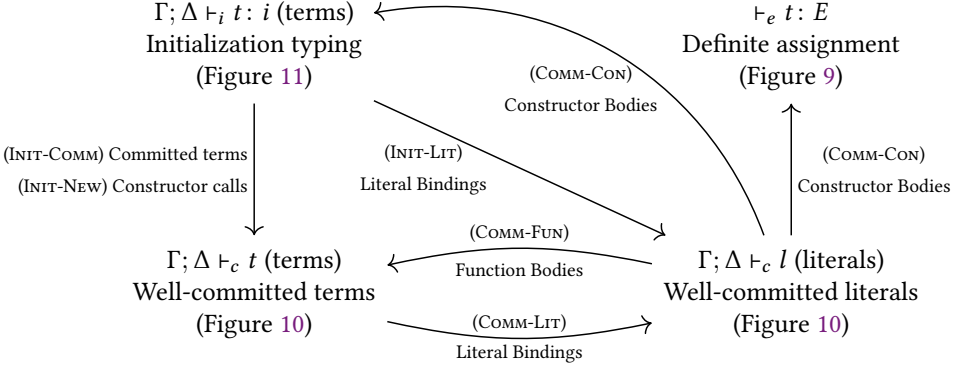 Γ; Δ ⊢ᵢ t : i (terms)
Initialization typing
(Figure 11)
⊢ₑ t : E
Definite assignment
(Figure 9)
(Comm-Con)
Constructor Bodies
(Init-Comm) Committed terms
(Init-New) Constructor calls
(Init-Lit)
Literal Bindings
(Comm-Con)
Constructor Bodies
(Comm-Fun)
Function Bodies
Γ; Δ ⊢c t (terms)
Well-committed terms
(Figure 10)
Γ; Δ ⊢c l (literals)
Well-committed literals
(Figure 10)
(Comm-Lit)
Literal Bindings